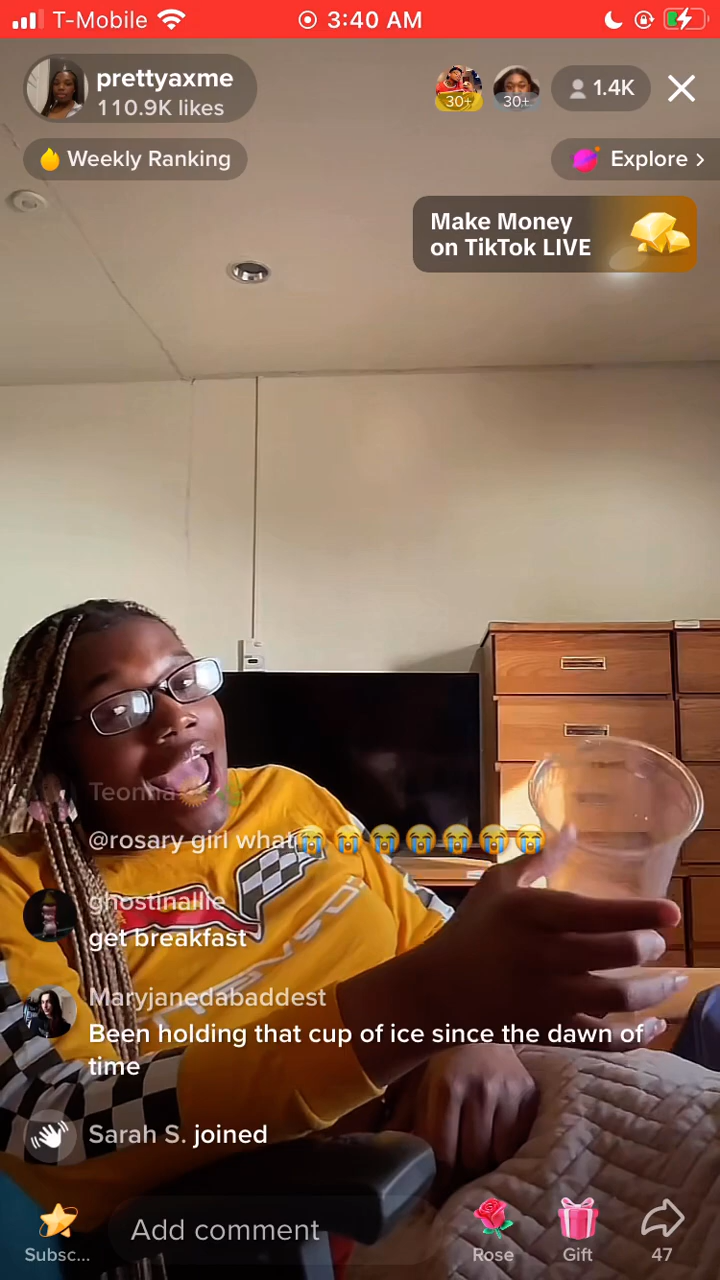 T-Mobile
3:40 AM
prettyaxme
110.9K likes
30+
30+
1.4K
Weekly Ranking
Explore >
Make Money
on TikTok LIVE
Teonna
@rosary girl what😭😭😭😭😭😭😭
ghostinallie
get breakfast
Maryjanedabaddest
Been holding that cup of ice since the dawn of
time
Sarah S. joined
Subsc...
Add comment
Rose
Gift
47